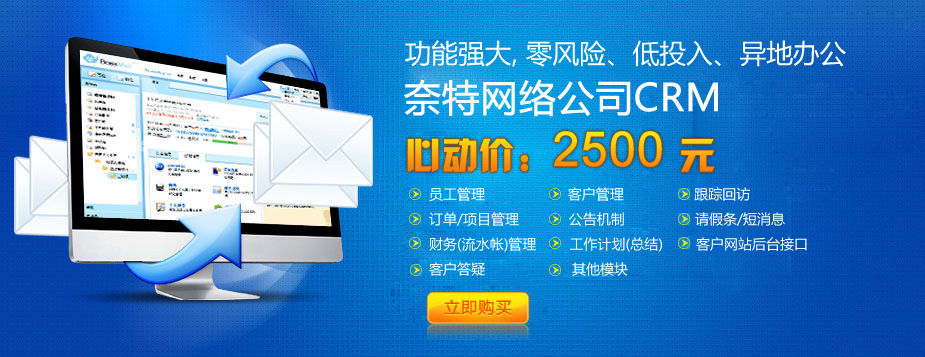 功能强大, 零风险、低投入、异地办公
奈特网络公司CRM
心动价：2500 元
员工管理 客户管理 跟踪回访
订单/项目管理 公告机制 请假条/短消息
财务(流水帐)管理 工作计划(总结) 客户网站后台接口
客户答疑 其他模块
立即购买